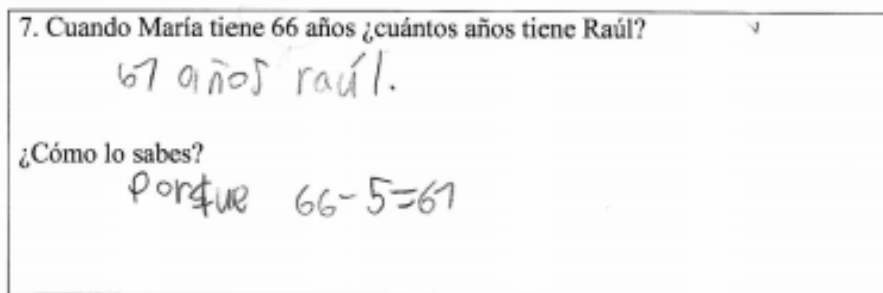 7. Cuando María tiene 66 años ¿cuántos años tiene Raúl?
61 años raúl.
¿Cómo lo sabes?
porque 66-5=61